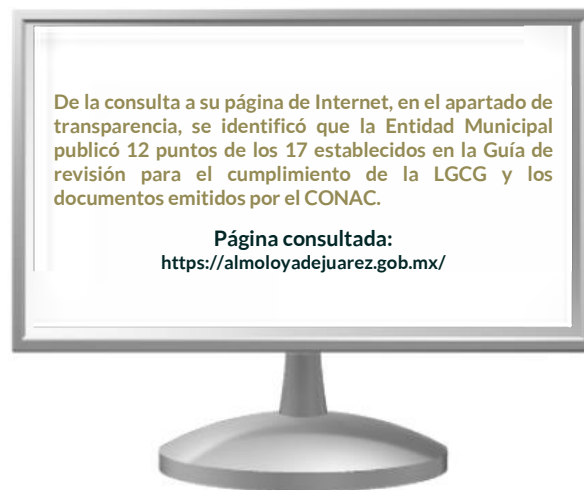 De la consulta a su página de Internet, en el apartado de
transparencia, se identificó que la Entidad Municipal
publicó 12 puntos de los 17 establecidos en la Guía de
revisión para el cumplimiento de la LGCG y los
documentos emitidos por el CONAC.
Página consultada:
https://almoloyadejuarez.gob.mx/